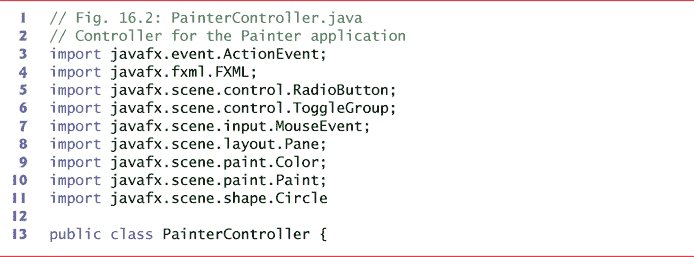 1 // Fig. 16.2: PainterController.java
2 // Controller for the Painter application
3 import javafx.event.ActionEvent;
4 import javafx.fxml.FXML;
5 import javafx.scene.control.RadioButton;
6 import javafx.scene.control.ToggleGroup;
7 import javafx.scene.input.MouseEvent;
8 import javafx.scene.layout.Pane;
9 import javafx.scene.paint.Color;
10 import javafx.scene.paint.Paint;
11 import javafx.scene.shape.Circle
12
13 public class PainterController {